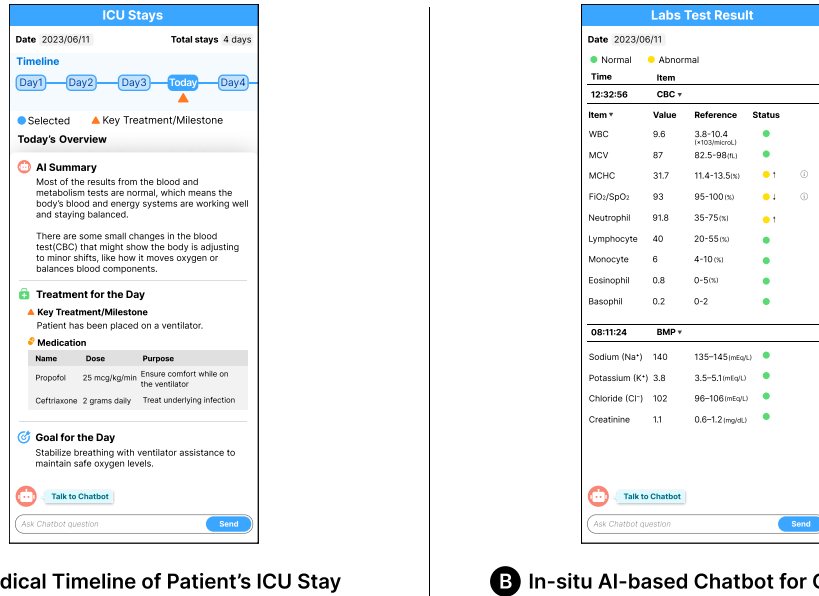 ICU Stays
Date 2023/06/11 Total stays 4 days
Timeline
Day1 Day2 Day3 Today Day4
Selected Key Treatment/Milestone
Today's Overview
AI Summary
Most of the results from the blood and
metabolism tests are normal, which means the
body's blood and energy systems are working well
and staying balanced.
There are some small changes in the blood
test(CBC) that might show the body is adjusting
to minor shifts, like how it moves oxygen or
balances blood components.
Treatment for the Day
Key Treatment/Milestone
Patient has been placed on a ventilator.
Medication
Name Dose Purpose
Propofol 25 mcg/kg/min Ensure comfort while on
the ventilator
Ceftriaxone 2 grams daily Treat underlying infection
Goal for the Day
Stabilize breathing with ventilator assistance to
maintain safe oxygen levels.
Talk to Chatbot
Ask Chatbot question Send
dical Timeline of Patient's ICU Stay
Labs Test Result
Date 2023/06/11
Normal Abnormal
Time Item
12:32:56 CBC ▾
Item ▾ Value Reference Status
WBC 9.6 3.8-10.4
(×103/microL)
MCV 87 82.5-98(fL)
MCHC 31.7 11.4-13.5(%) ↑ ⓘ
FiO₂/SpO₂ 93 95-100(%) ↓ ⓘ
Neutrophil 91.8 35-75(%) ↑
Lymphocyte 40 20-55(%)
Monocyte 6 4-10(%)
Eosinophil 0.8 0-5(%)
Basophil 0.2 0-2
08:11:24 BMP ▾
Sodium (Na⁺) 140 135–145(mEq/L)
Potassium (K⁺) 3.8 3.5–5.1(mEq/L)
Chloride (Cl⁻) 102 96–106(mEq/L)
Creatinine 1.1 0.6–1.2(mg/dL)
Talk to Chatbot
Ask Chatbot question Send
B In-situ AI-based Chatbot for